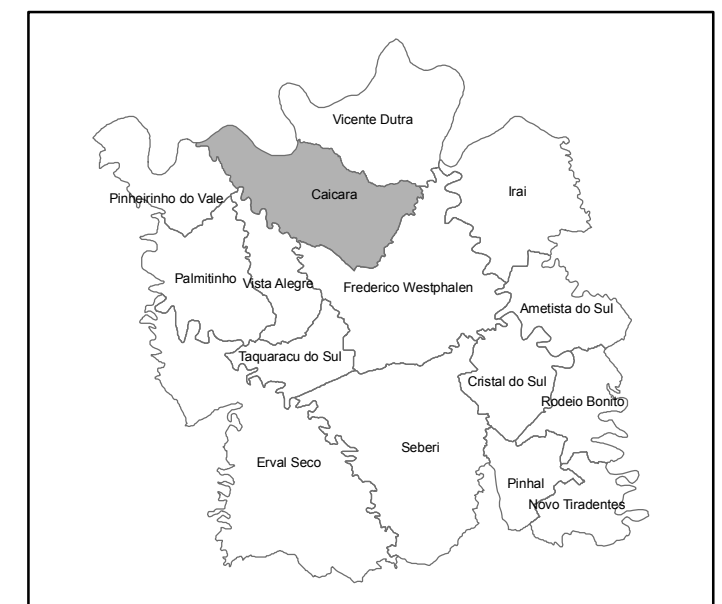 Vicente Dutra
Caicara
Irai
Pinheirinho do Vale
Palmitinho
Vista Alegre
Frederico Westphalen
Ametista do Sul
Taquaracu do Sul
Cristal do Sul
Rodeio Bonito
Seberi
Erval Seco
Pinhal
Novo Tiradentes